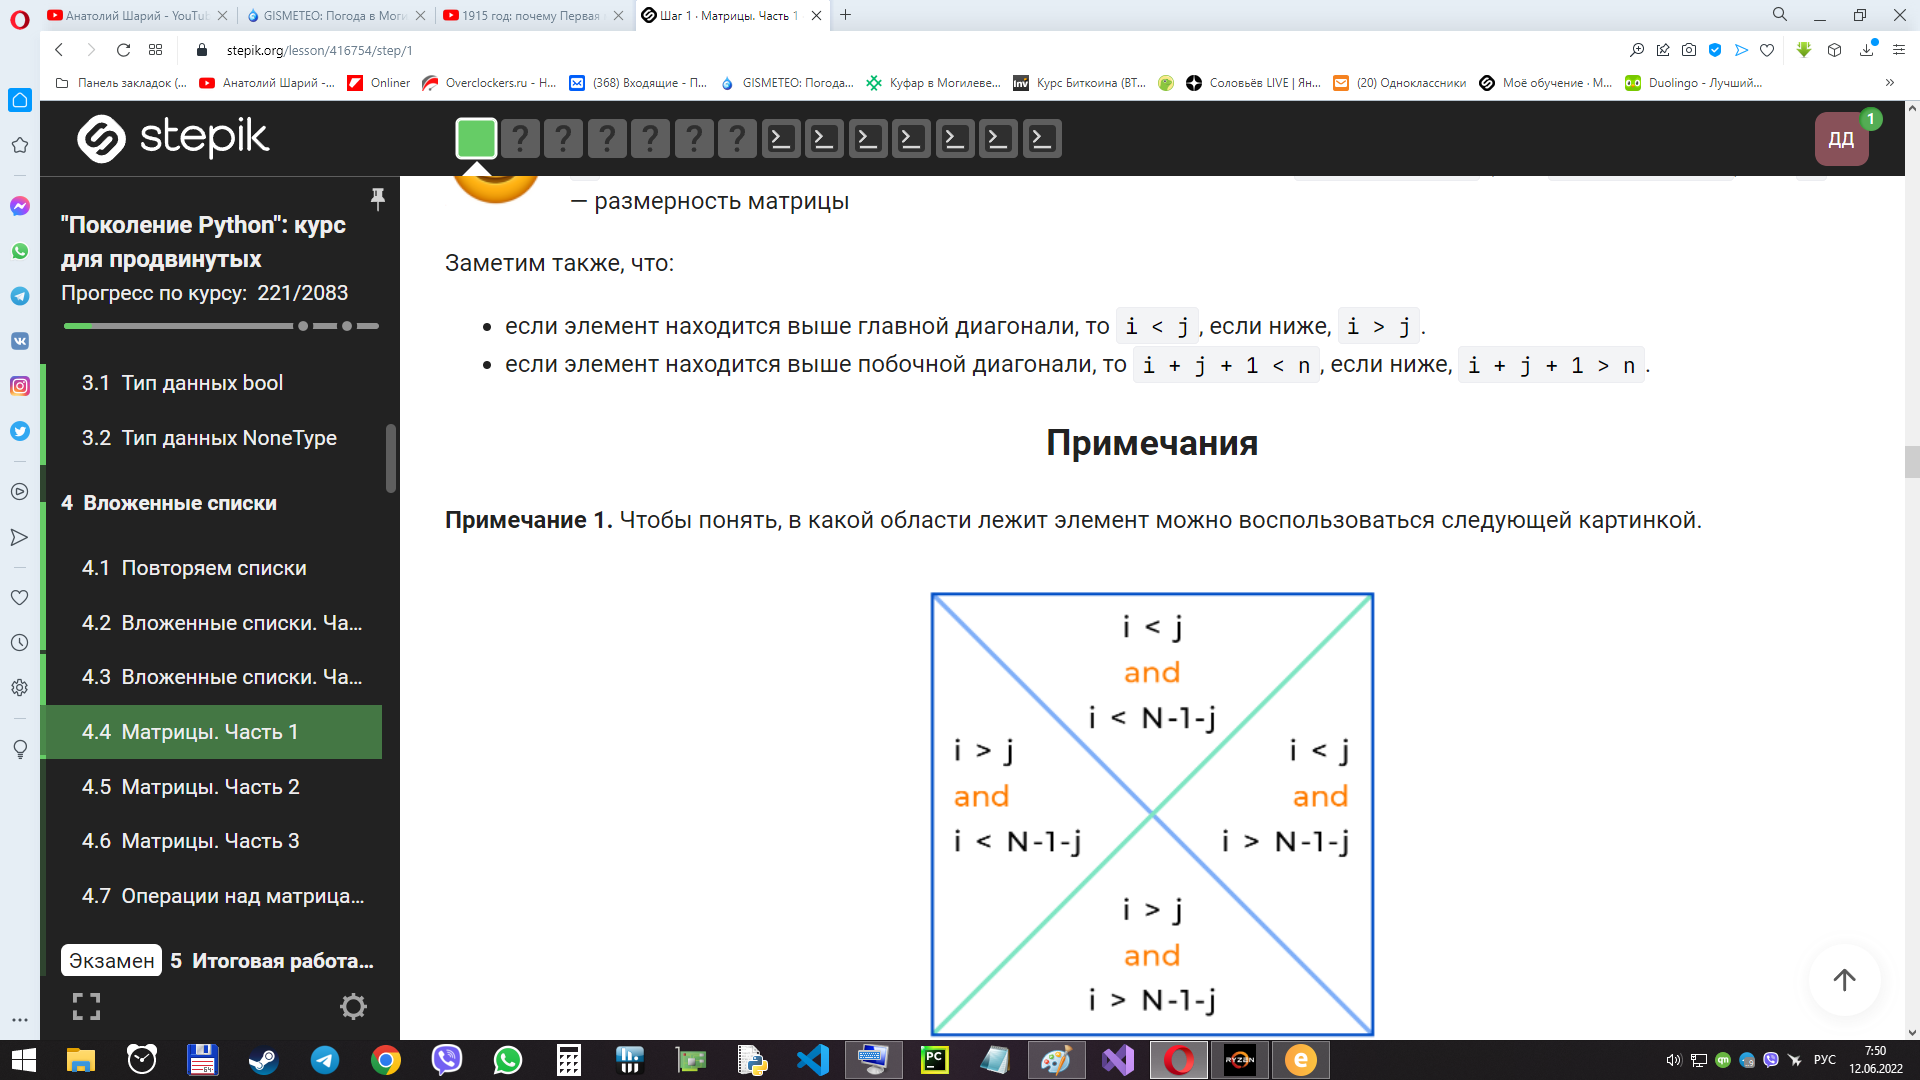 Анатолий Шарий - YouTu
GISMETEO: Погода в Моги
1915 год: почему Первая
Шаг 1 · Матрицы. Часть 1
stepik.org/lesson/416754/step/1
Панель закладок (...
Анатолий Шарий -...
Onliner
Overclockers.ru - Н...
(368) Входящие - П...
GISMETEO: Погода...
Куфар в Могилеве...
Inv
Курс Биткоина (BT...
Соловьёв LIVE | Ян...
(20) Одноклассники
Моё обучение · М...
Duolingo - Лучший...
»
stepik
? ? ? ? ? ?
ДД
1
"Поколение Python": курс
для продвинутых
Прогресс по курсу: 221/2083
3.1 Тип данных bool
3.2 Тип данных NoneType
4 Вложенные списки
4.1 Повторяем списки
4.2 Вложенные списки. Ча...
4.3 Вложенные списки. Ча...
4.4 Матрицы. Часть 1
4.5 Матрицы. Часть 2
4.6 Матрицы. Часть 3
4.7 Операции над матрица...
Экзамен 5 Итоговая работа...
— размерность матрицы
Заметим также, что:
• если элемент находится выше главной диагонали, то i < j, если ниже, i > j.
• если элемент находится выше побочной диагонали, то i + j + 1 < n, если ниже, i + j + 1 > n.
Примечания
Примечание 1. Чтобы понять, в какой области лежит элемент можно воспользоваться следующей картинкой.
i < j
and
i < N-1-j
i > j
and
i < N-1-j
i < j
and
i > N-1-j
i > j
and
i > N-1-j
64
PC
RYZEN
e
qm
РУС
7:50
12.06.2022